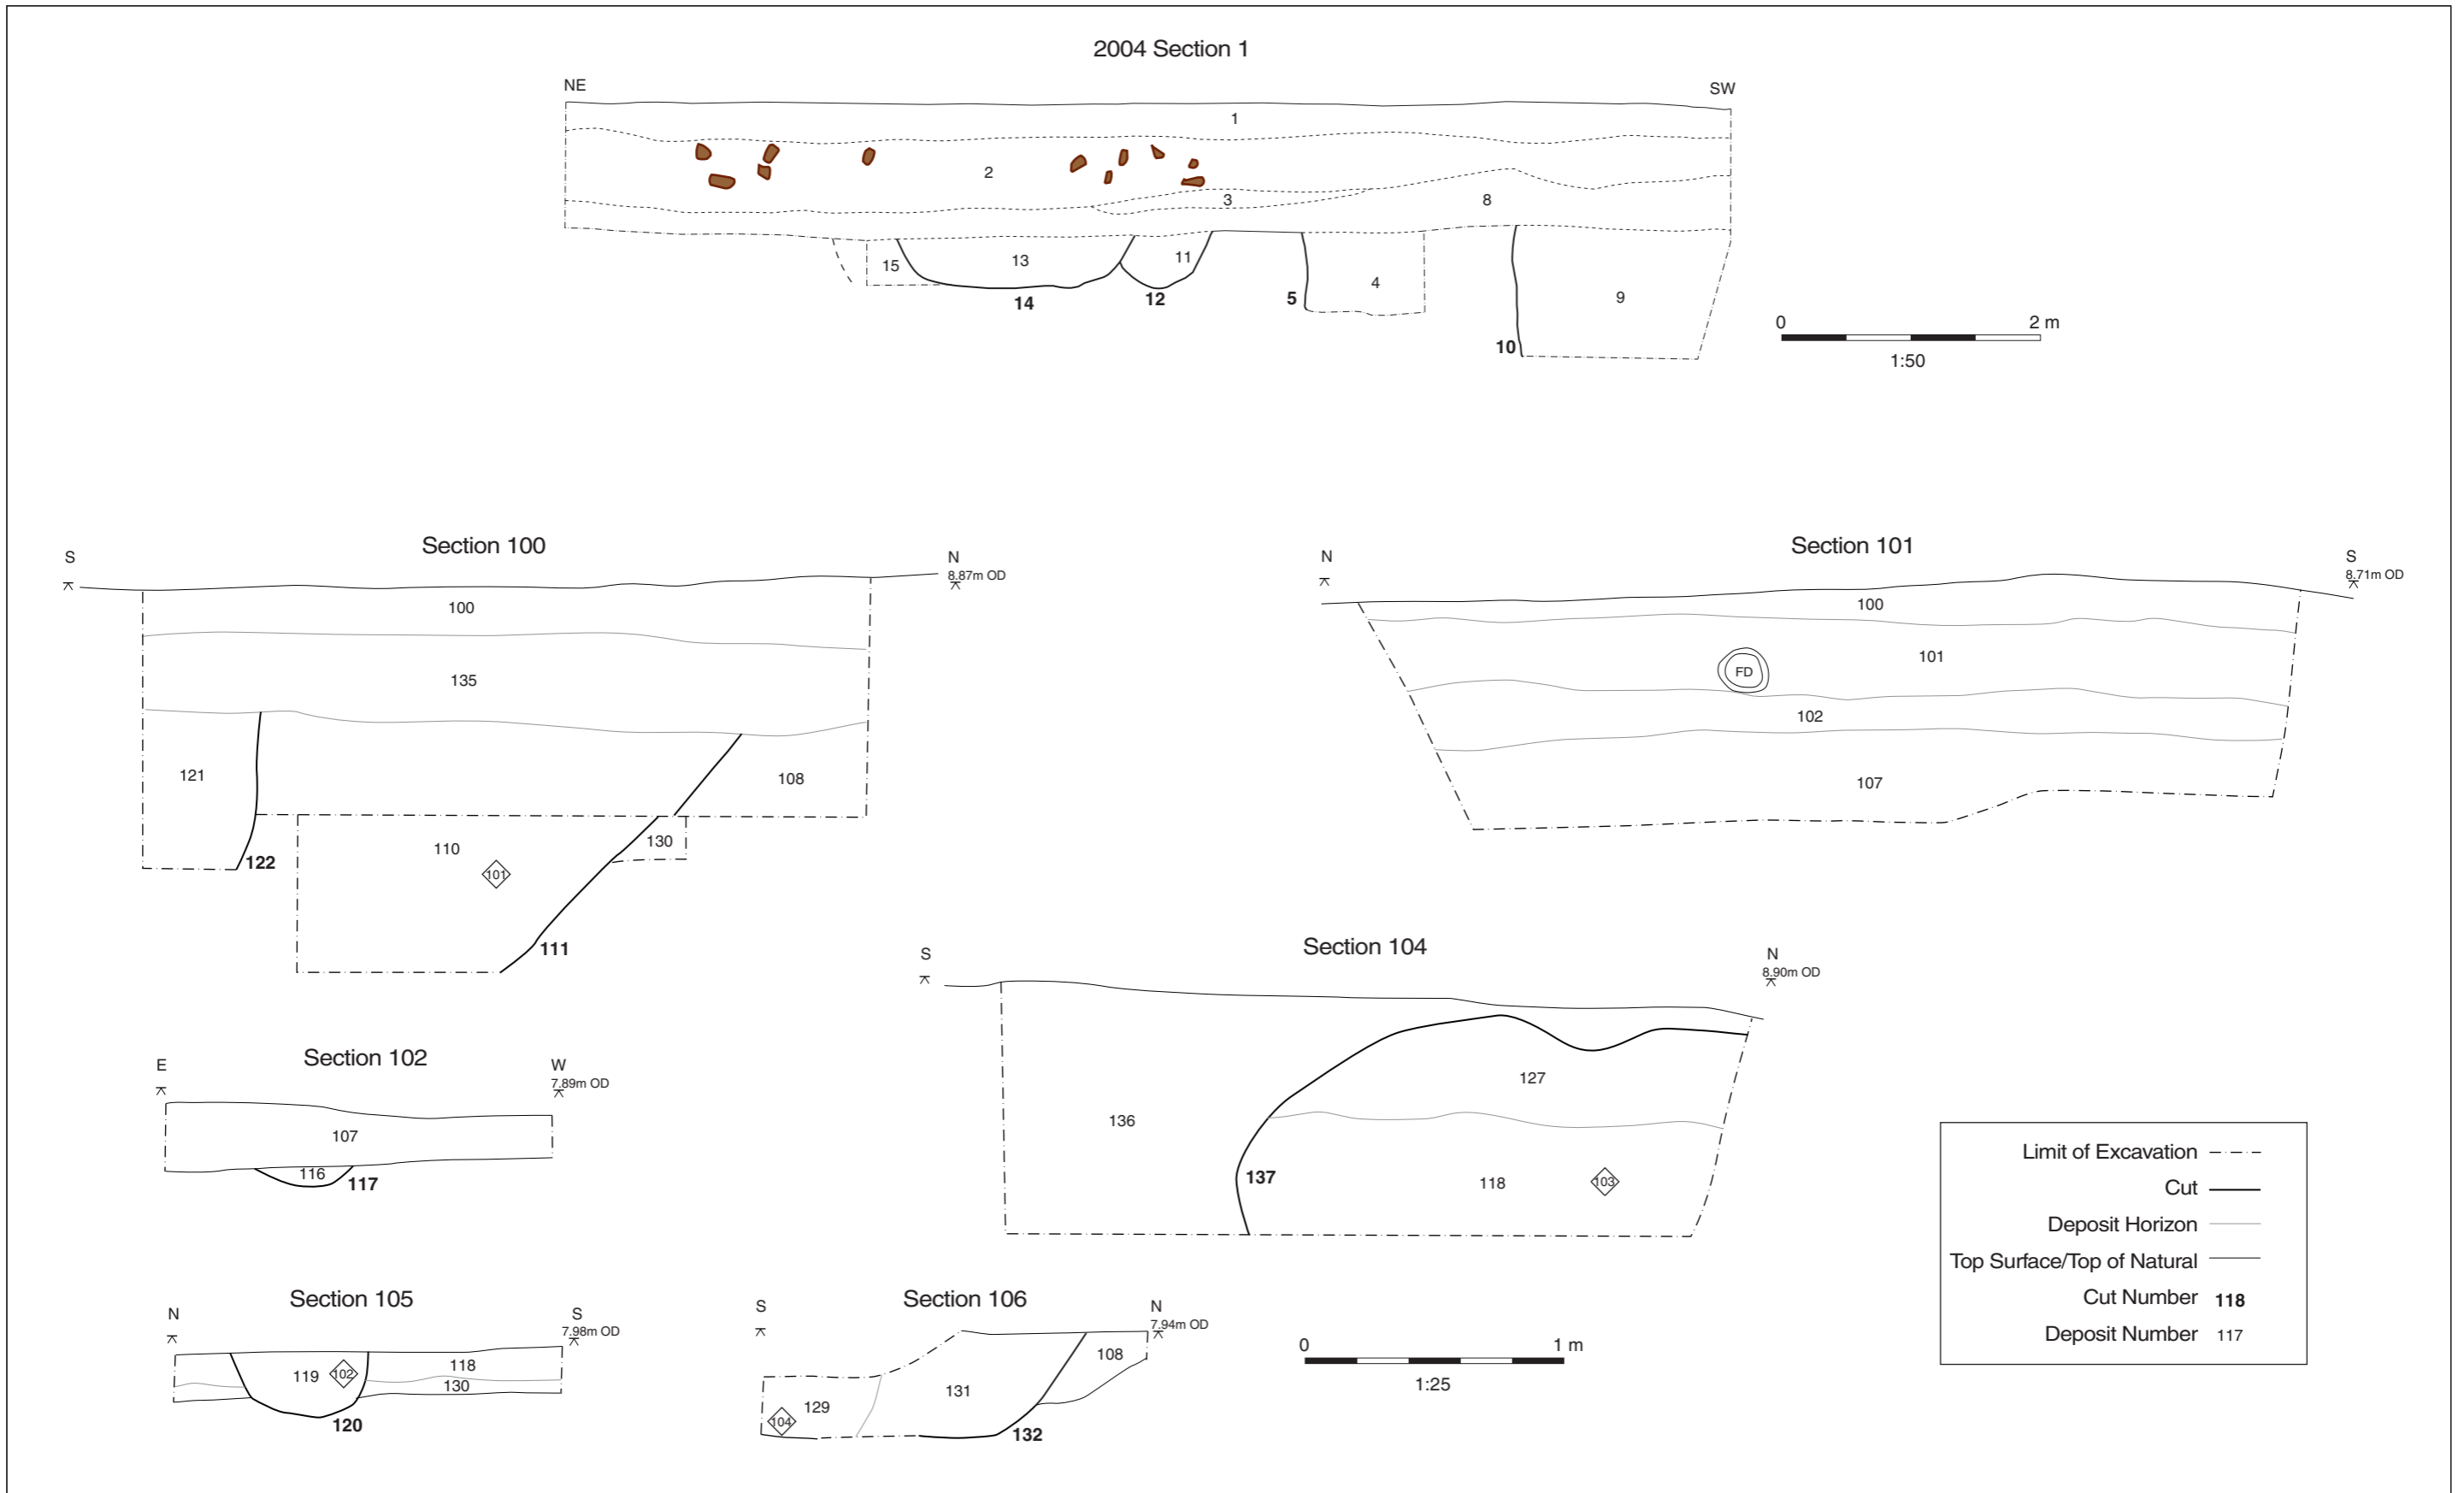 2004 Section 1
NE
SW
1
2
3
8
15
13
11
4
9
14
12
5
10
0 2 m
1:50
Section 100
S
N
8.87m OD
100
135
121
108
110
130
101
122
111
Section 101
N
S
8.71m OD
100
101
FD
102
107
Section 104
S
N
8.90m OD
127
136
137
118
103
Section 102
E
W
7.89m OD
107
116
117
Section 105
N
S
7.98m OD
119
102
118
130
120
Section 106
S
N
7.94m OD
108
131
129
104
132
0 1 m
1:25
Limit of Excavation
Cut
Deposit Horizon
Top Surface/Top of Natural
Cut Number 118
Deposit Number 117